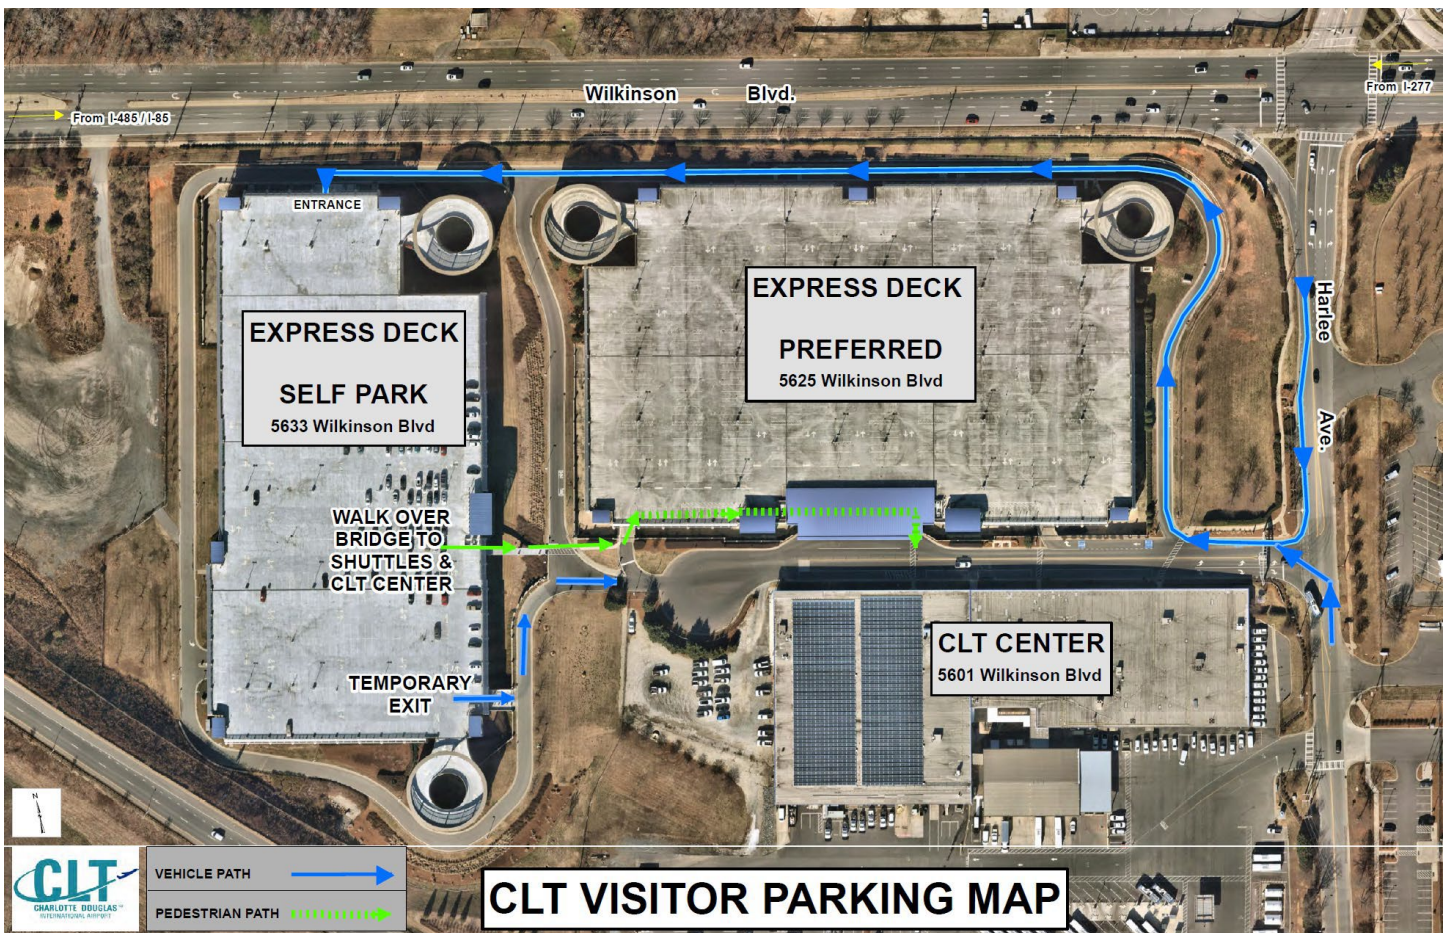 Wilkinson Blvd.
From I-277
From I-485 / I-85
ENTRANCE
EXPRESS DECK
SELF PARK
5633 Wilkinson Blvd
EXPRESS DECK
PREFERRED
5625 Wilkinson Blvd
Harlee Ave.
WALK OVER
BRIDGE TO
SHUTTLES &
CLT CENTER
TEMPORARY
EXIT
CLT CENTER
5601 Wilkinson Blvd
N
CLT
CHARLOTTE DOUGLAS
INTERNATIONAL AIRPORT
VEHICLE PATH
PEDESTRIAN PATH
CLT VISITOR PARKING MAP